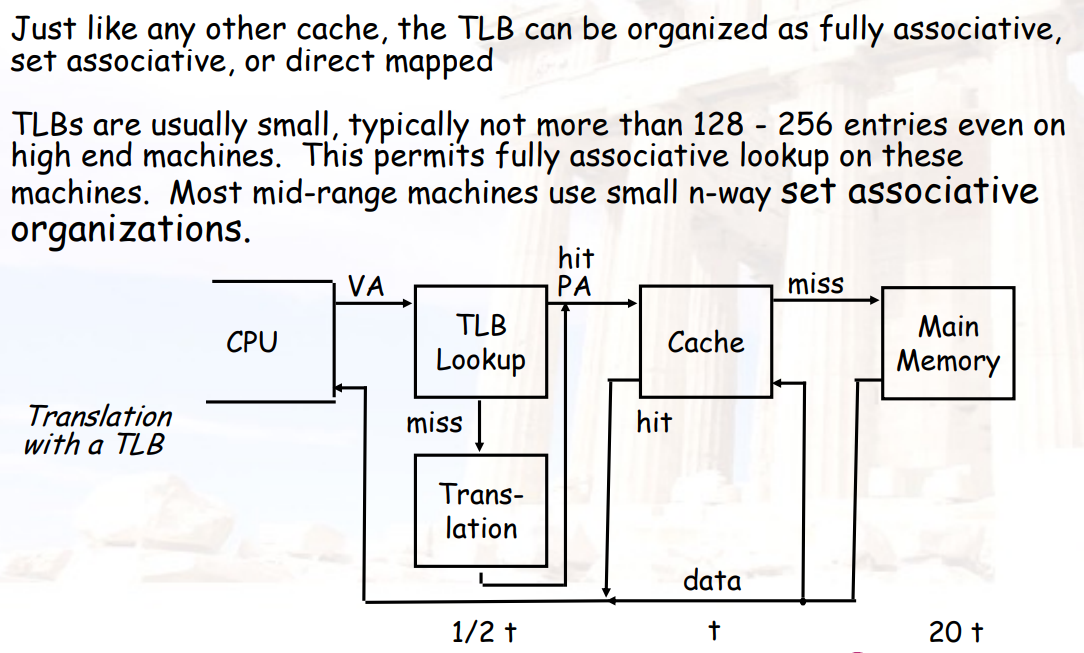 Just like any other cache, the TLB can be organized as fully associative,
set associative, or direct mapped
TLBs are usually small, typically not more than 128 - 256 entries even on
high end machines. This permits fully associative lookup on these
machines. Most mid-range machines use small n-way set associative
organizations.
hit
VA
PA
miss
CPU
TLB
Lookup
Cache
Main
Memory
Translation
with a TLB
miss
hit
Trans-
lation
data
1/2 t
t
20 t